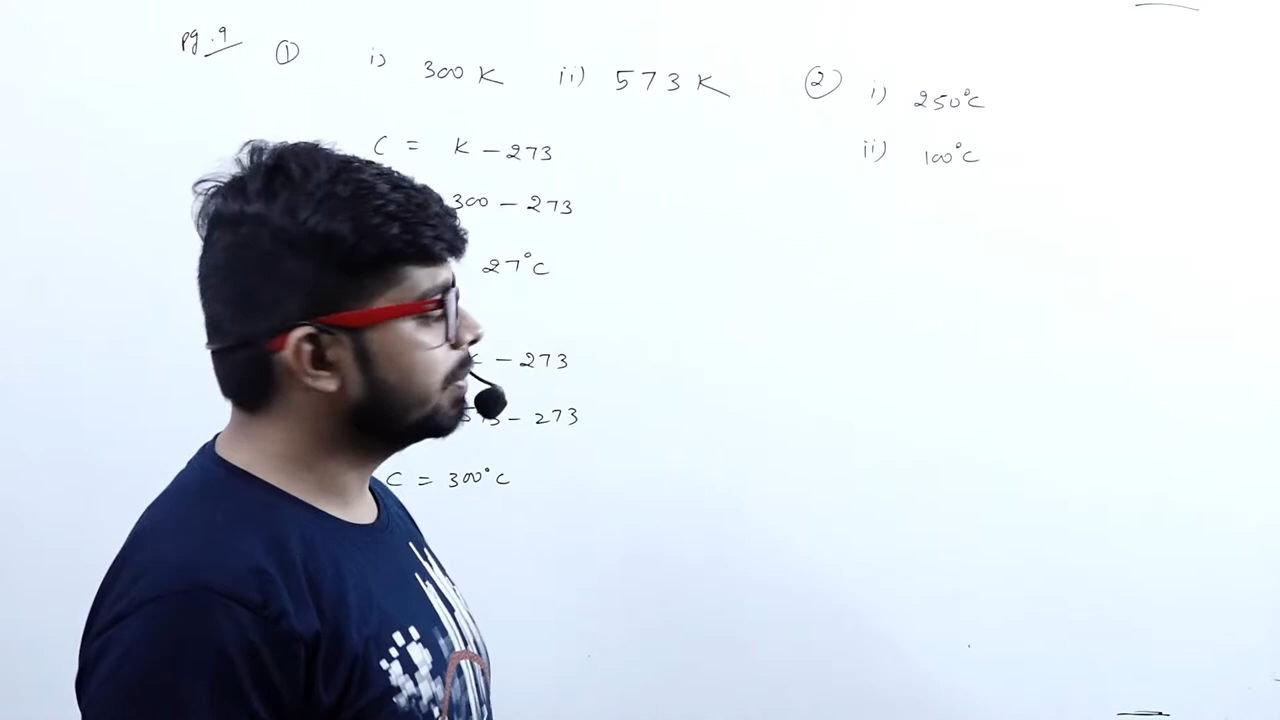 pg. 9
① i) 300 K ii) 573 K
C = K – 273
300 – 273
27°C
K – 273
573 – 273
C = 300°C
② i) 250°C
ii) 100°C